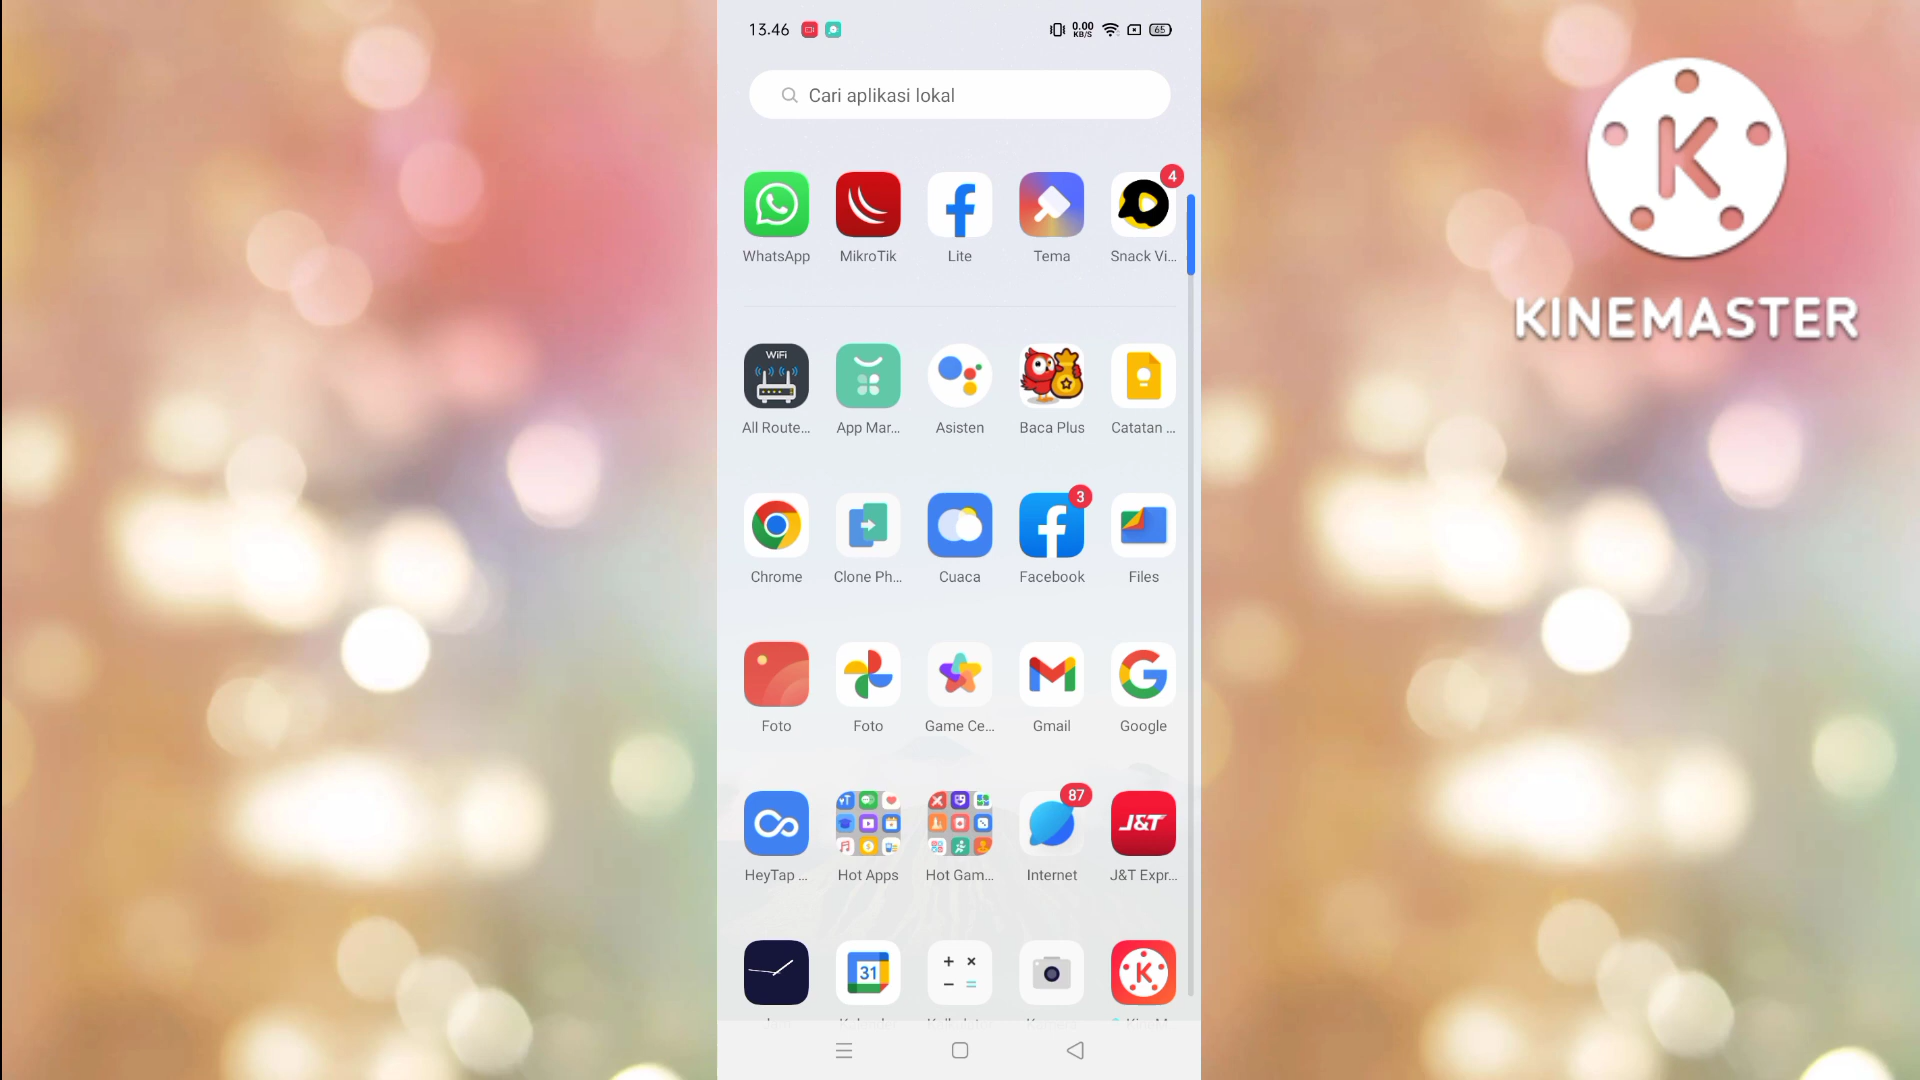 13.46
0.00
KB/S
65
Cari aplikasi lokal
4
WhatsApp
MikroTik
Lite
Tema
Snack Vi...
WiFi
All Route...
App Mar...
Asisten
Baca Plus
Catatan ...
3
Chrome
Clone Ph...
Cuaca
Facebook
Files
Foto
Foto
Game Ce...
Gmail
Google
87
J&T
HeyTap ...
Hot Apps
Hot Gam...
Internet
J&T Expr...
31
K
K
KINEMASTER